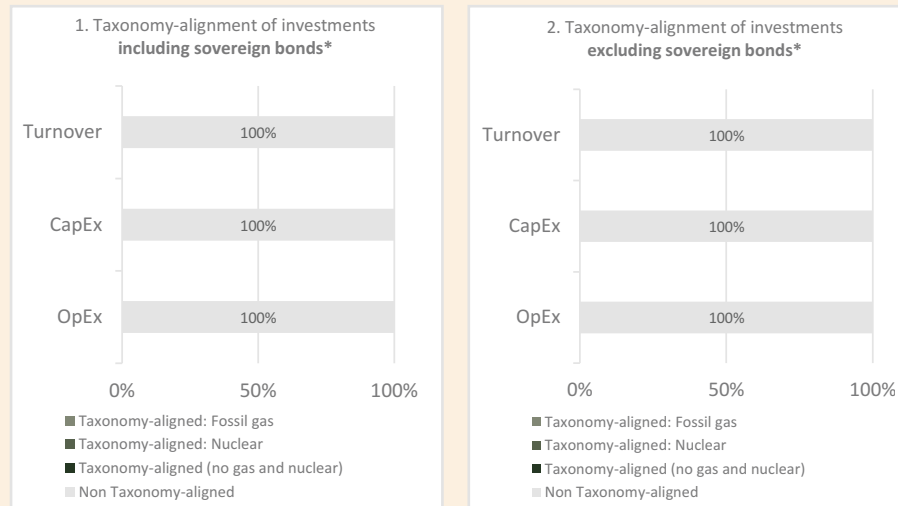 1. Taxonomy-alignment of investments
including sovereign bonds*
Turnover
100%
CapEx
100%
OpEx
100%
0%
50%
100%
Taxonomy-aligned: Fossil gas
Taxonomy-aligned: Nuclear
Taxonomy-aligned (no gas and nuclear)
Non Taxonomy-aligned
2. Taxonomy-alignment of investments
excluding sovereign bonds*
Turnover
100%
CapEx
100%
OpEx
100%
0%
50%
100%
Taxonomy-aligned: Fossil gas
Taxonomy-aligned: Nuclear
Taxonomy-aligned (no gas and nuclear)
Non Taxonomy-aligned